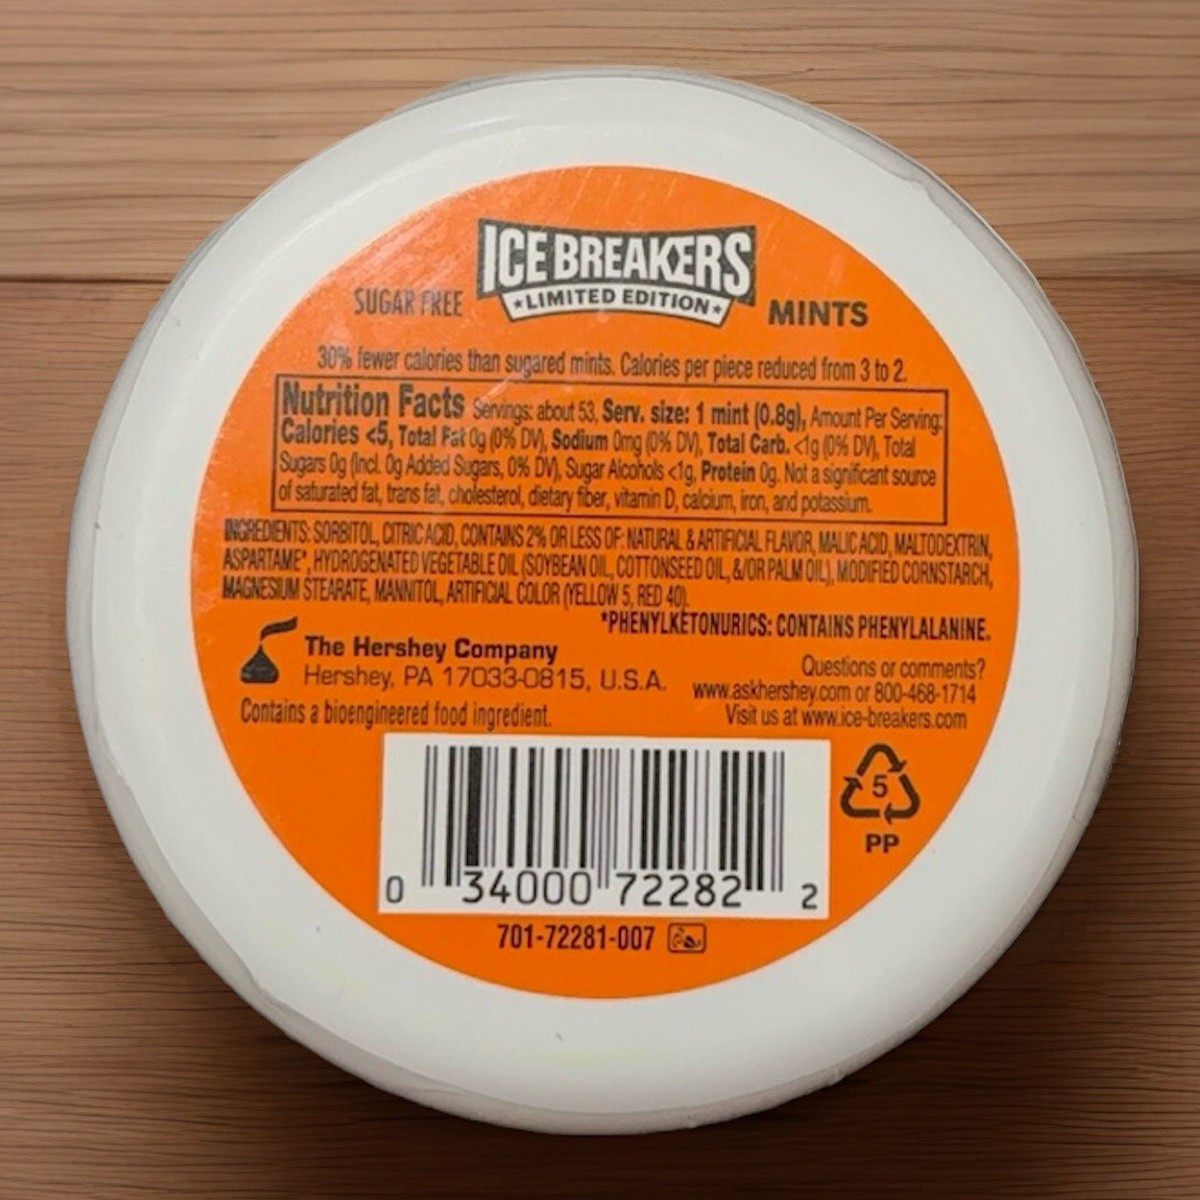 ICE BREAKERS
SUGAR FREE ★LIMITED EDITION★ MINTS
30% fewer calories than sugared mints. Calories per piece reduced from 3 to 2.
Nutrition Facts Servings: about 53, Serv. size: 1 mint (0.8g), Amount Per Serving:
Calories <5, Total Fat 0g (0% DV), Sodium 0mg (0% DV), Total Carb. <1g (0% DV), Total
Sugars 0g (Incl. 0g Added Sugars, 0% DV), Sugar Alcohols <1g, Protein 0g. Not a significant source
of saturated fat, trans fat, cholesterol, dietary fiber, vitamin D, calcium, iron, and potassium.
INGREDIENTS: SORBITOL, CITRIC ACID, CONTAINS 2% OR LESS OF: NATURAL & ARTIFICIAL FLAVOR, MALIC ACID, MALTODEXTRIN,
ASPARTAME*, HYDROGENATED VEGETABLE OIL (SOYBEAN OIL, COTTONSEED OIL, &/OR PALM OIL), MODIFIED CORNSTARCH,
MAGNESIUM STEARATE, MANNITOL, ARTIFICIAL COLOR (YELLOW 5, RED 40).
*PHENYLKETONURICS: CONTAINS PHENYLALANINE.
The Hershey Company
Hershey, PA 17033-0815, U.S.A.
Contains a bioengineered food ingredient.
Questions or comments?
www.askhershey.com or 800-468-1714
Visit us at www.ice-breakers.com
5
PP
0 34000 72282 2
701-72281-007